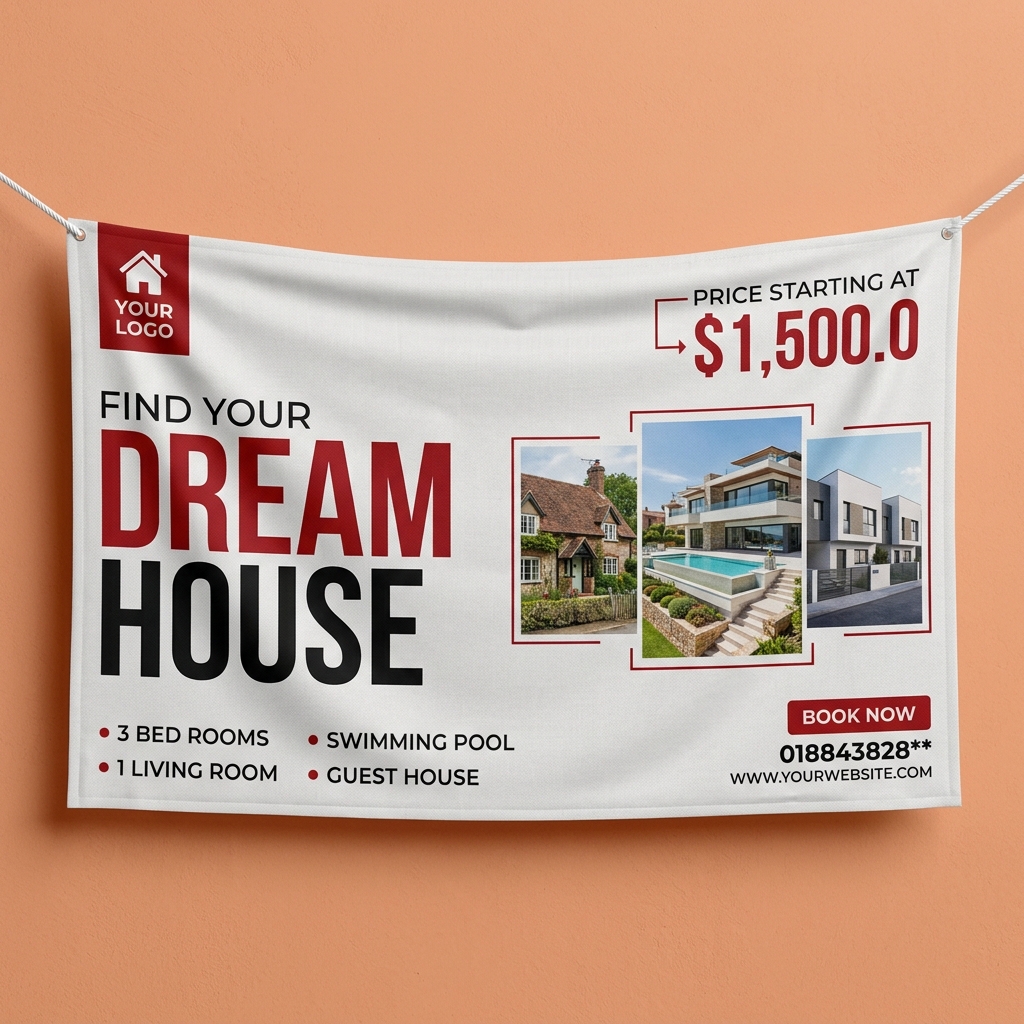 YOUR
LOGO
PRICE STARTING AT
$1,500.0
FIND YOUR
DREAM
HOUSE
• 3 BED ROOMS
• 1 LIVING ROOM
• SWIMMING POOL
• GUEST HOUSE
BOOK NOW
018843828**
WWW.YOURWEBSITE.COM